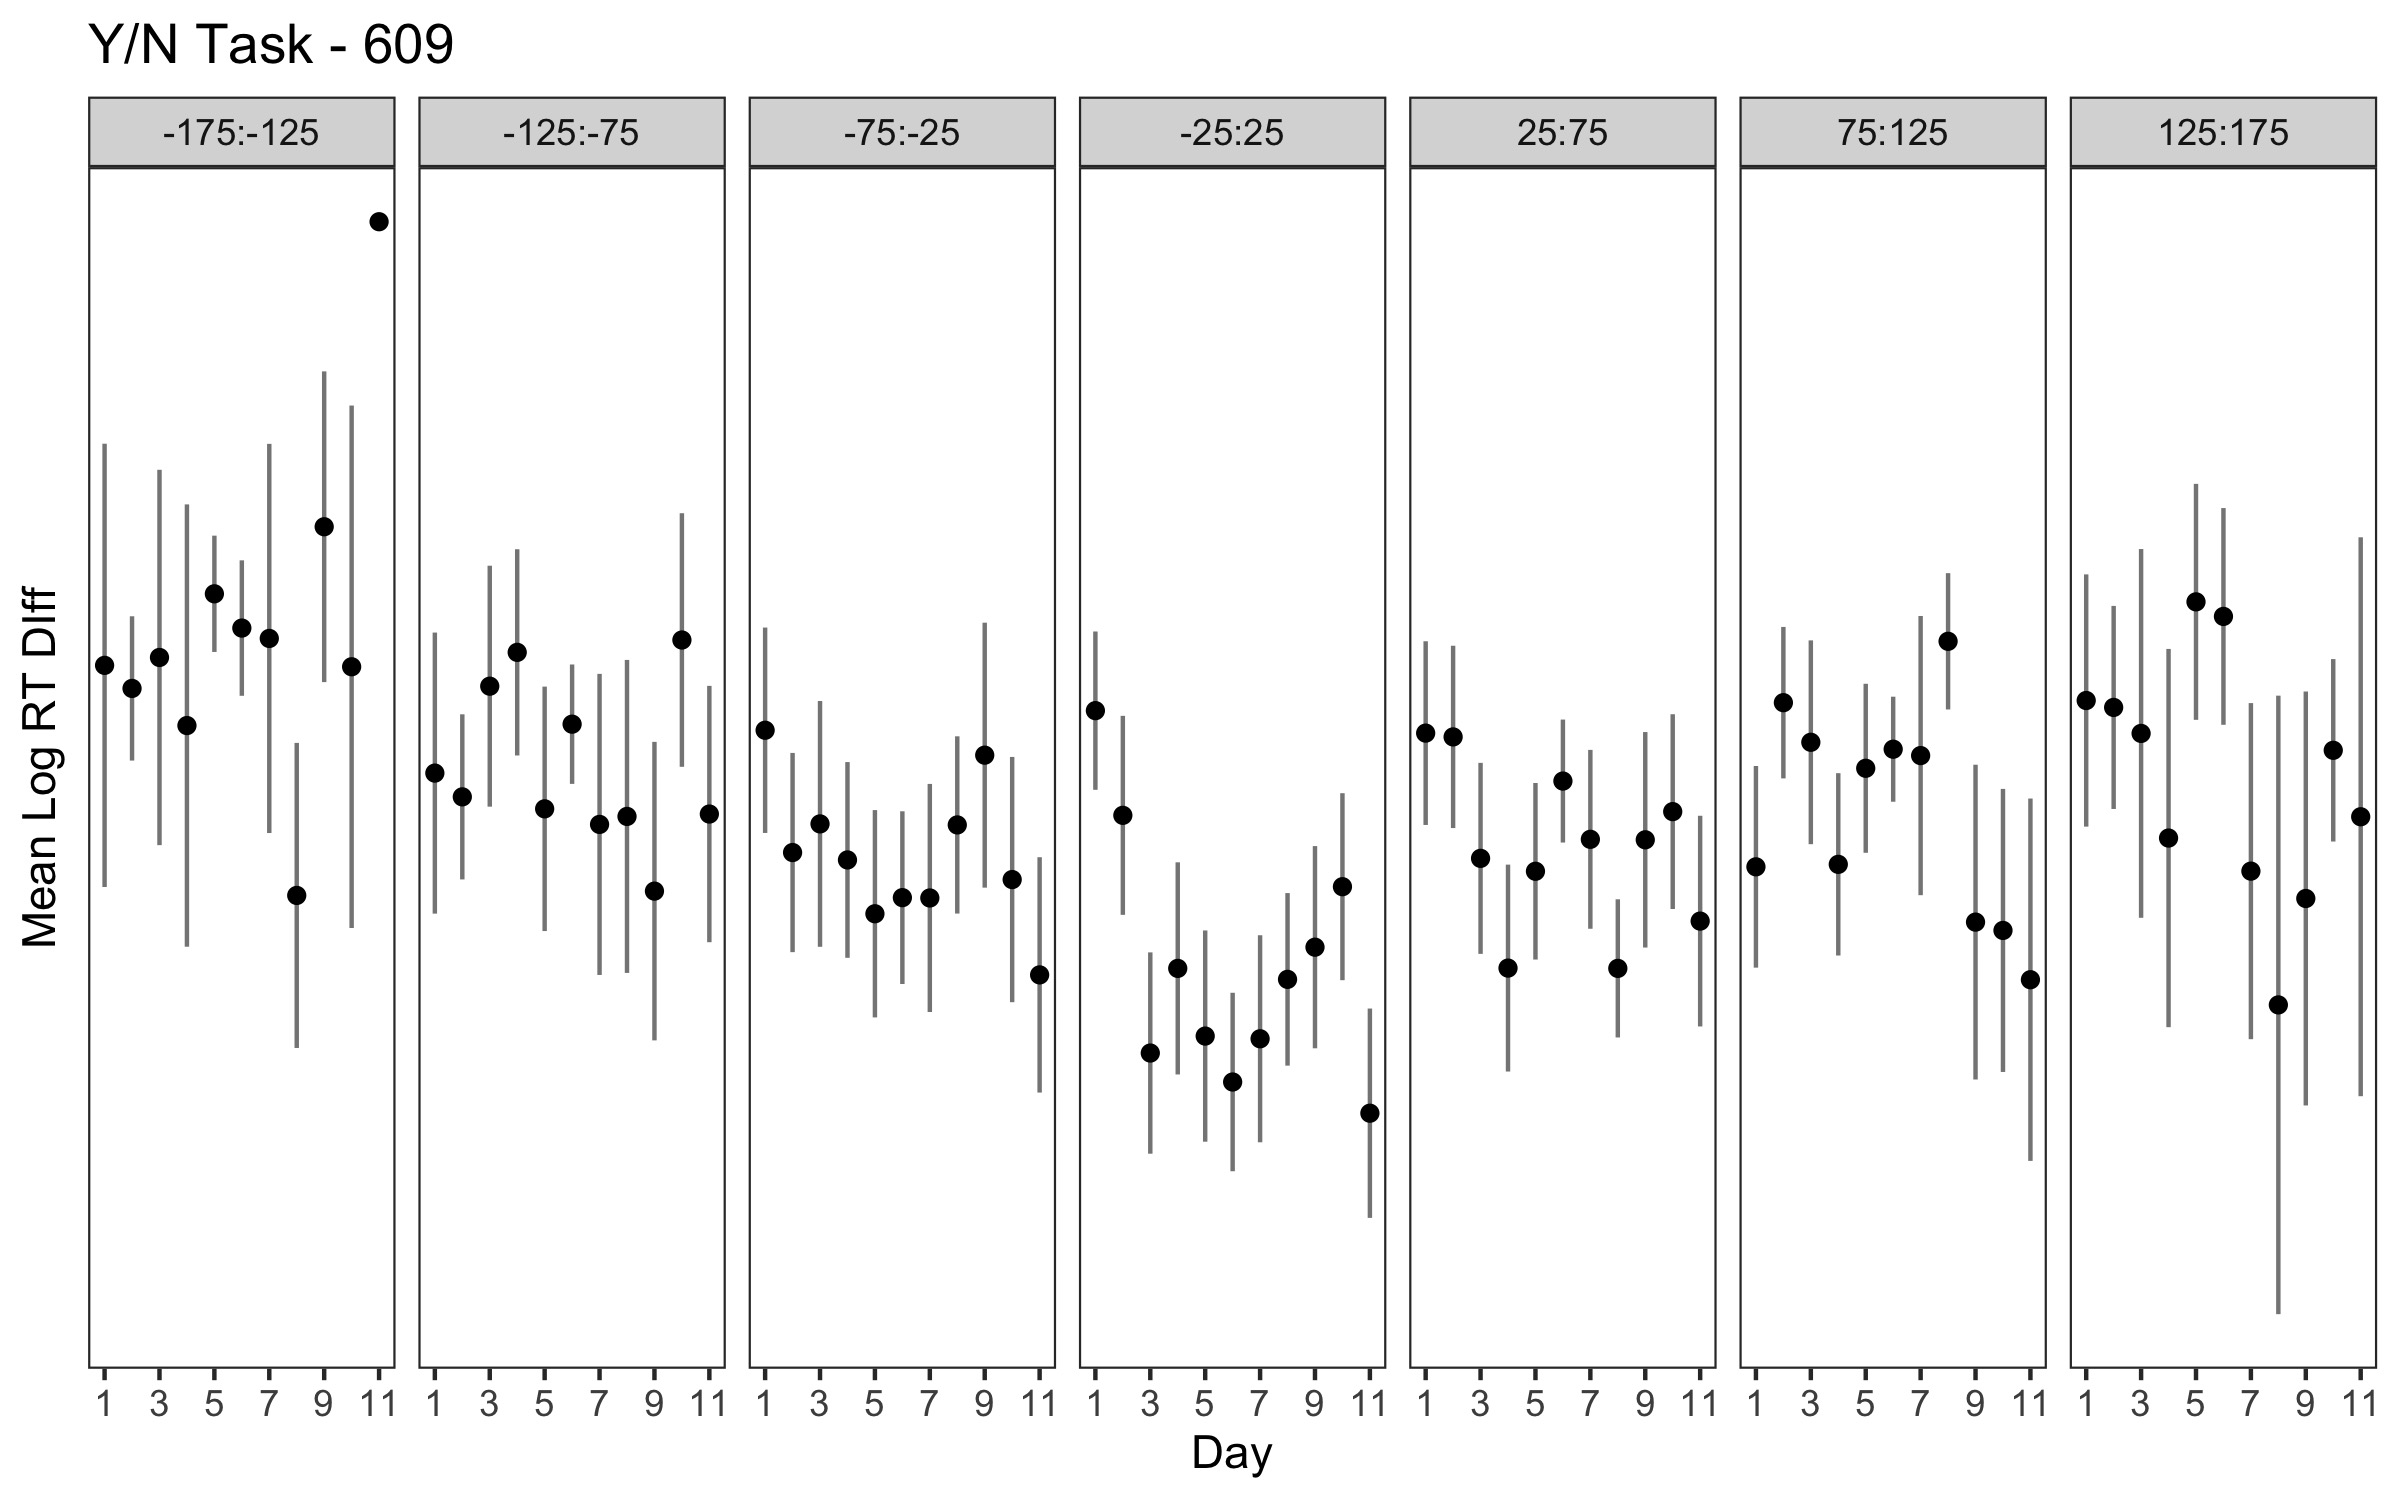 Y/N Task - 609
-175:-125 -125:-75 -75:-25 -25:25 25:75 75:125 125:175
Mean Log RT DIff
1 3 5 7 9 11 1 3 5 7 9 11 1 3 5 7 9 11 1 3 5 7 9 11 1 3 5 7 9 11 1 3 5 7 9 11 1 3 5 7 9 11
Day